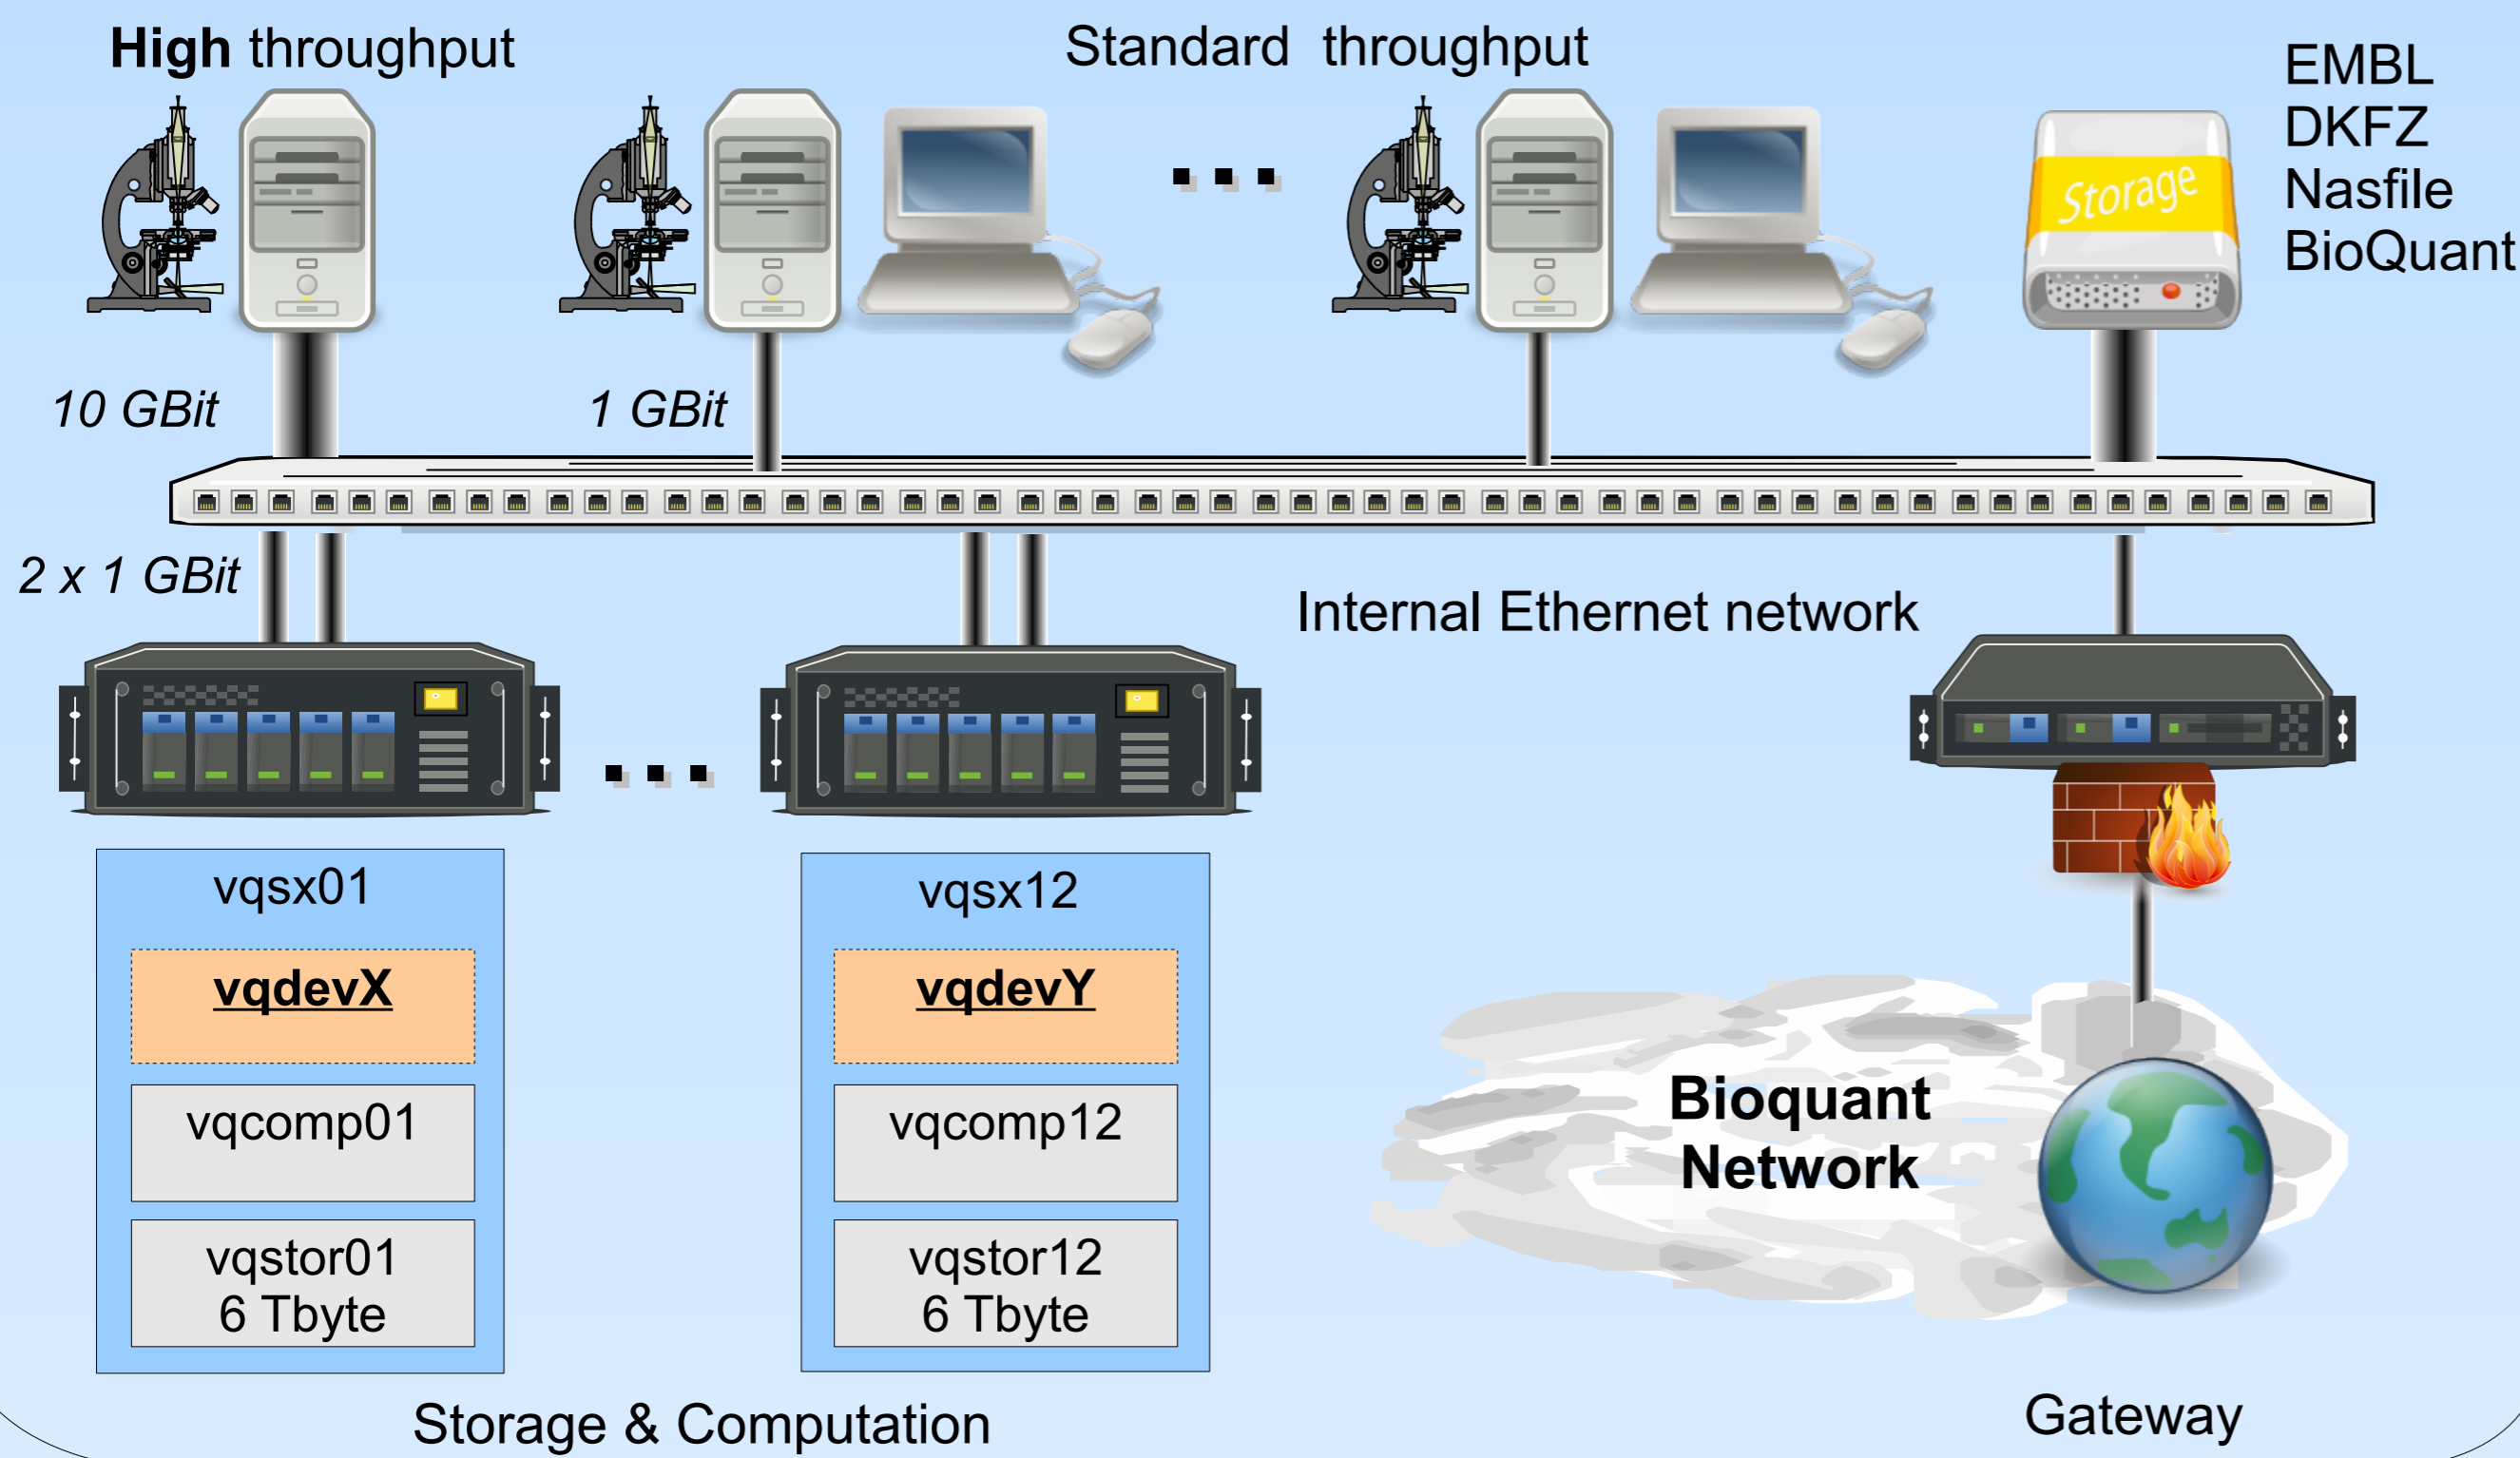 High throughput
Standard throughput
EMBL
DKFZ
Nasfile
BioQuant
Storage
10 GBit
1 GBit
2 x 1 GBit
Internal Ethernet network
vqsx01
vqdevX
vqcomp01
vqstor01
6 Tbyte
vqsx12
vqdevY
vqcomp12
vqstor12
6 Tbyte
Bioquant
Network
Storage & Computation
Gateway